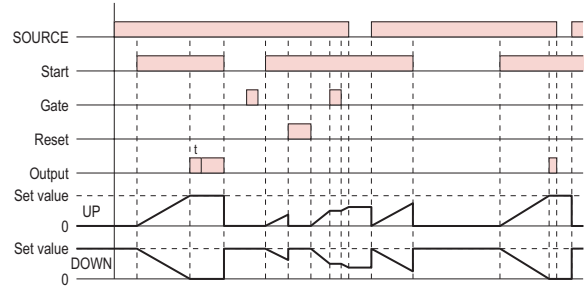 SOURCE
Start
Gate
Reset
t
Output
Set value
UP
0
Set value
DOWN
0